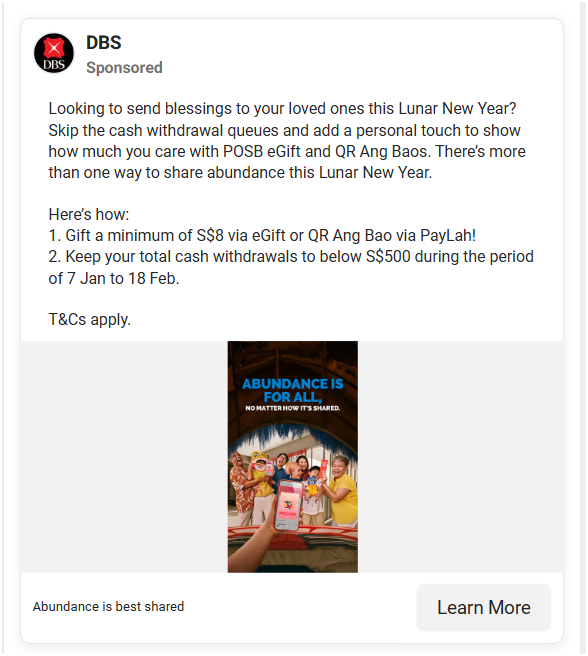 DBS
DBS
Sponsored
Looking to send blessings to your loved ones this Lunar New Year?
Skip the cash withdrawal queues and add a personal touch to show
how much you care with POSB eGift and QR Ang Baos. There’s more
than one way to share abundance this Lunar New Year.
Here’s how:
1. Gift a minimum of S$8 via eGift or QR Ang Bao via PayLah!
2. Keep your total cash withdrawals to below S$500 during the period
of 7 Jan to 18 Feb.
T&Cs apply.
ABUNDANCE IS
FOR ALL,
NO MATTER HOW IT'S SHARED.
Abundance is best shared
Learn More